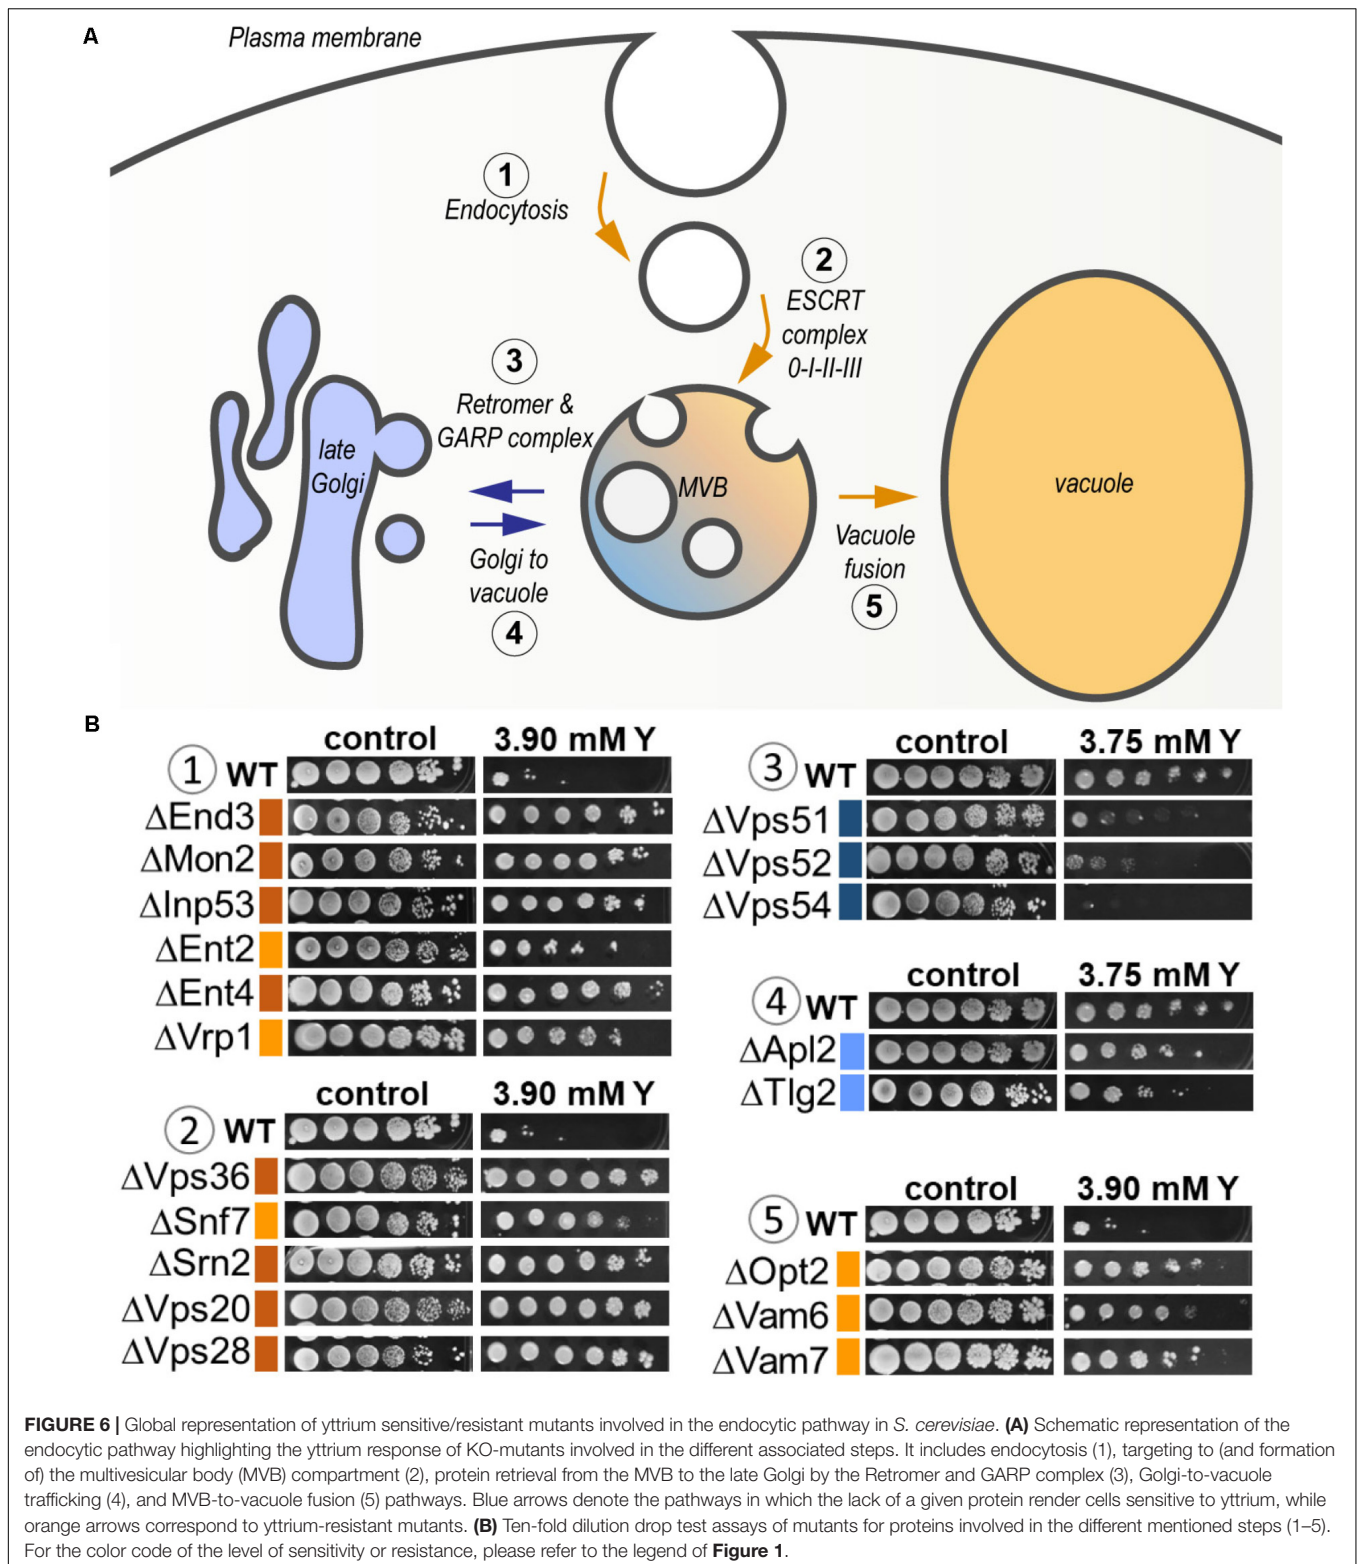 A
Plasma membrane
1
Endocytosis
2
ESCRT
complex
0-I-II-III
3
Retromer &
GARP complex
late
Golgi
MVB
vacuole
Golgi to
vacuole
4
Vacuole
fusion
5
B
control 3.90 mM Y
1 WT
ΔEnd3
ΔMon2
ΔInp53
ΔEnt2
ΔEnt4
ΔVrp1
control 3.90 mM Y
2 WT
ΔVps36
ΔSnf7
ΔSrn2
ΔVps20
ΔVps28
control 3.75 mM Y
3 WT
ΔVps51
ΔVps52
ΔVps54
control 3.75 mM Y
4 WT
ΔApl2
ΔTlg2
control 3.90 mM Y
5 WT
ΔOpt2
ΔVam6
ΔVam7
FIGURE 6 | Global representation of yttrium sensitive/resistant mutants involved in the endocytic pathway in S. cerevisiae. (A) Schematic representation of the
endocytic pathway highlighting the yttrium response of KO-mutants involved in the different associated steps. It includes endocytosis (1), targeting to (and formation
of) the multivesicular body (MVB) compartment (2), protein retrieval from the MVB to the late Golgi by the Retromer and GARP complex (3), Golgi-to-vacuole
trafficking (4), and MVB-to-vacuole fusion (5) pathways. Blue arrows denote the pathways in which the lack of a given protein render cells sensitive to yttrium, while
orange arrows correspond to yttrium-resistant mutants. (B) Ten-fold dilution drop test assays of mutants for proteins involved in the different mentioned steps (1–5).
For the color code of the level of sensitivity or resistance, please refer to the legend of Figure 1.